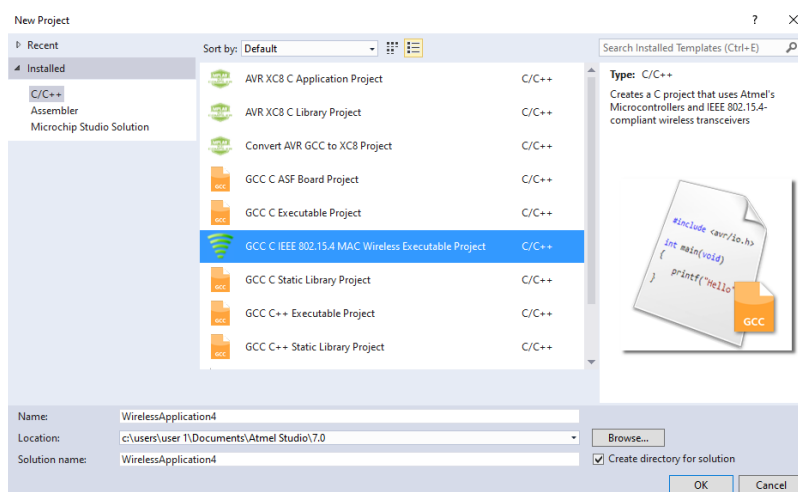 New Project
? X
Recent
Installed
C/C++
Assembler
Microchip Studio Solution
Sort by: Default
Search Installed Templates (Ctrl+E)
AVR XC8 C Application Project C/C++
AVR XC8 C Library Project C/C++
Convert AVR GCC to XC8 Project C/C++
GCC C ASF Board Project C/C++
GCC C Executable Project C/C++
GCC C IEEE 802.15.4 MAC Wireless Executable Project C/C++
GCC C Static Library Project C/C++
GCC C++ Executable Project C/C++
GCC C++ Static Library Project C/C++
Type: C/C++
Creates a C project that uses Atmel's
Microcontrollers and IEEE 802.15.4-
compliant wireless transceivers
#include <avr/io.h>
int main(void)
{
printf("Hello"
}
GCC
Name: WirelessApplication4
Location: c:\users\user 1\Documents\Atmel Studio\7.0
Browse...
Solution name: WirelessApplication4
Create directory for solution
OK Cancel